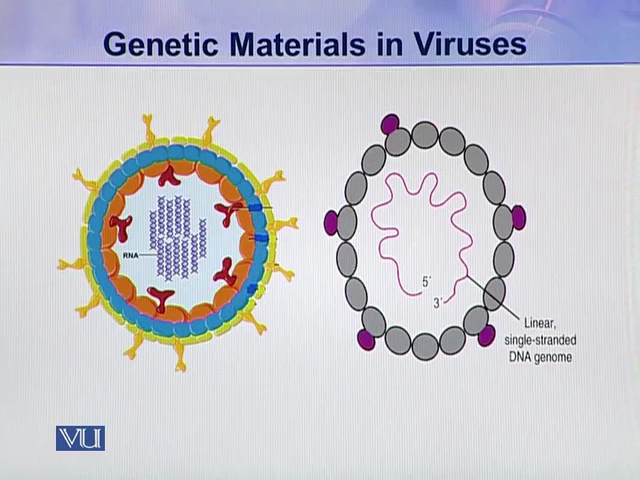 Genetic Materials in Viruses
RNA
5´
3´
Linear,
single-stranded
DNA genome
VU